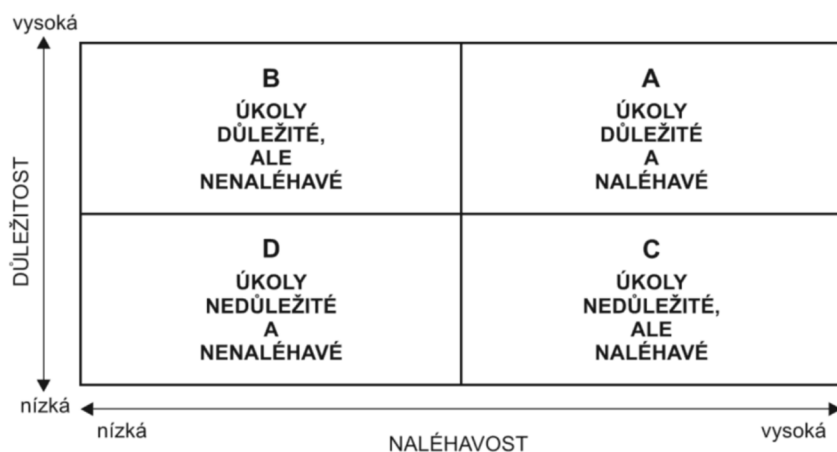 vysoká
DŮLEŽITOST
B
ÚKOLY
DŮLEŽITÉ,
ALE
NENALÉHAVÉ
A
ÚKOLY
DŮLEŽITÉ
A
NALÉHAVÉ
D
ÚKOLY
NEDŮLEŽITÉ
A
NENALÉHAVÉ
C
ÚKOLY
NEDŮLEŽITÉ,
ALE
NALÉHAVÉ
nízká
nízká
NALÉHAVOST
vysoká